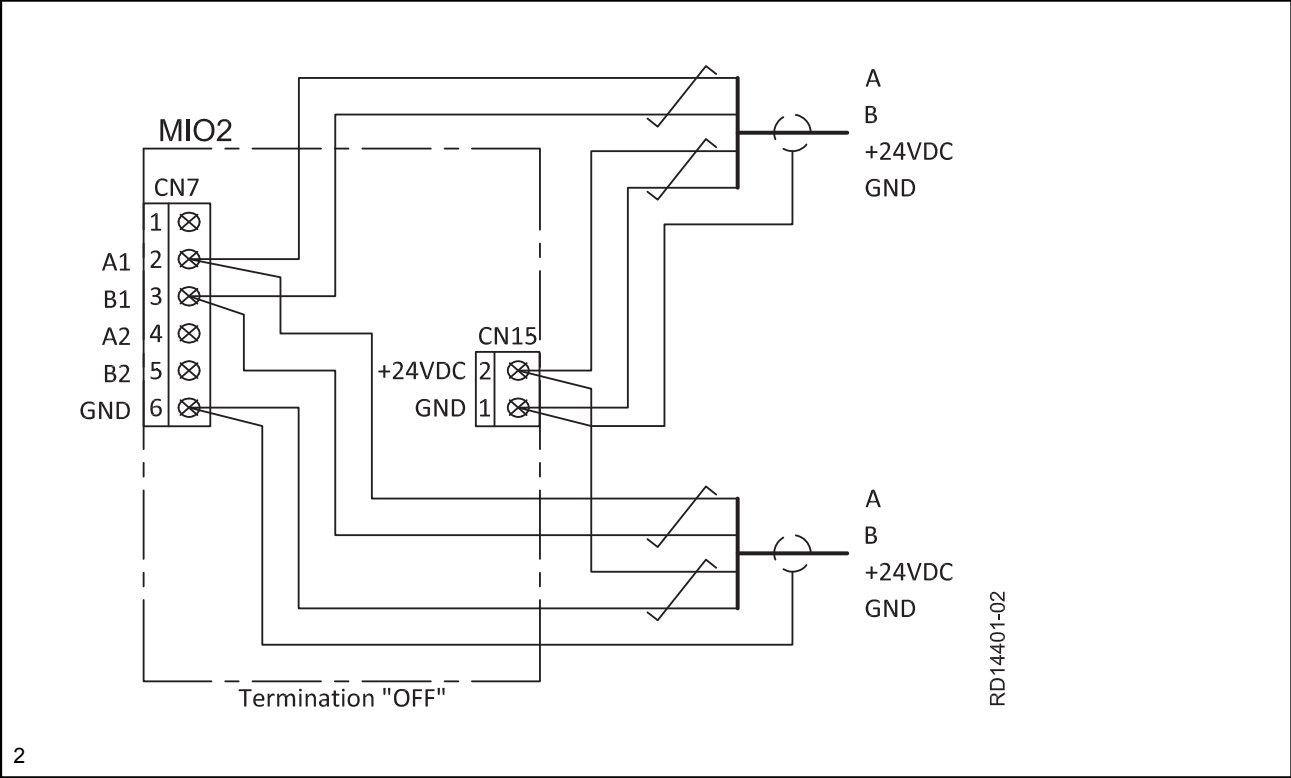 A
B
+24VDC
GND
MIO2
CN7
1
A1 2
B1 3
A2 4
B2 5
GND 6
CN15
+24VDC 2
GND 1
A
B
+24VDC
GND
RD14401-02
Termination "OFF"
2